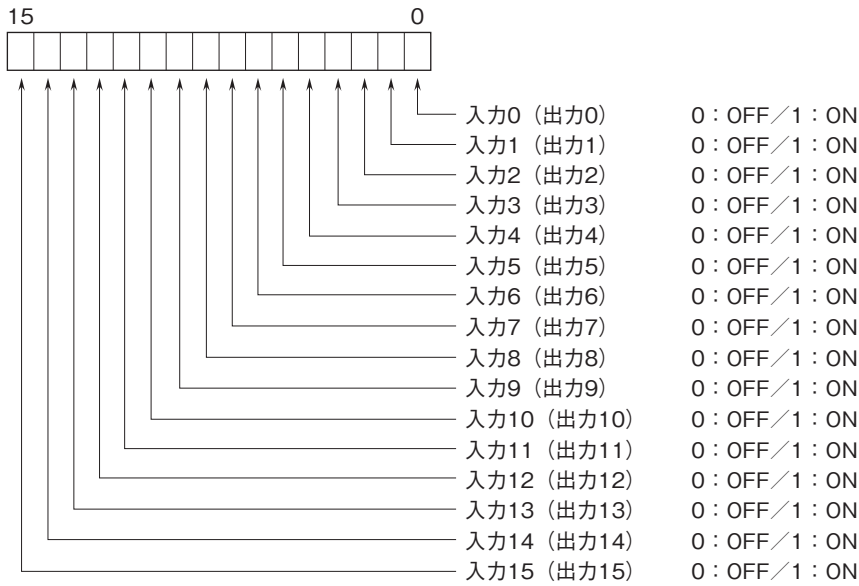 15 0
入力0（出力0） 0：OFF／1：ON
入力1（出力1） 0：OFF／1：ON
入力2（出力2） 0：OFF／1：ON
入力3（出力3） 0：OFF／1：ON
入力4（出力4） 0：OFF／1：ON
入力5（出力5） 0：OFF／1：ON
入力6（出力6） 0：OFF／1：ON
入力7（出力7） 0：OFF／1：ON
入力8（出力8） 0：OFF／1：ON
入力9（出力9） 0：OFF／1：ON
入力10（出力10） 0：OFF／1：ON
入力11（出力11） 0：OFF／1：ON
入力12（出力12） 0：OFF／1：ON
入力13（出力13） 0：OFF／1：ON
入力14（出力14） 0：OFF／1：ON
入力15（出力15） 0：OFF／1：ON